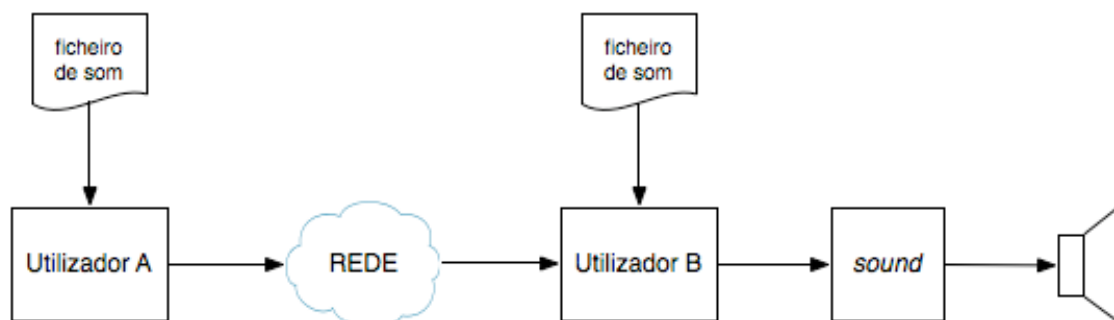 ficheiro
de som
ficheiro
de som
Utilizador A
REDE
Utilizador B
sound